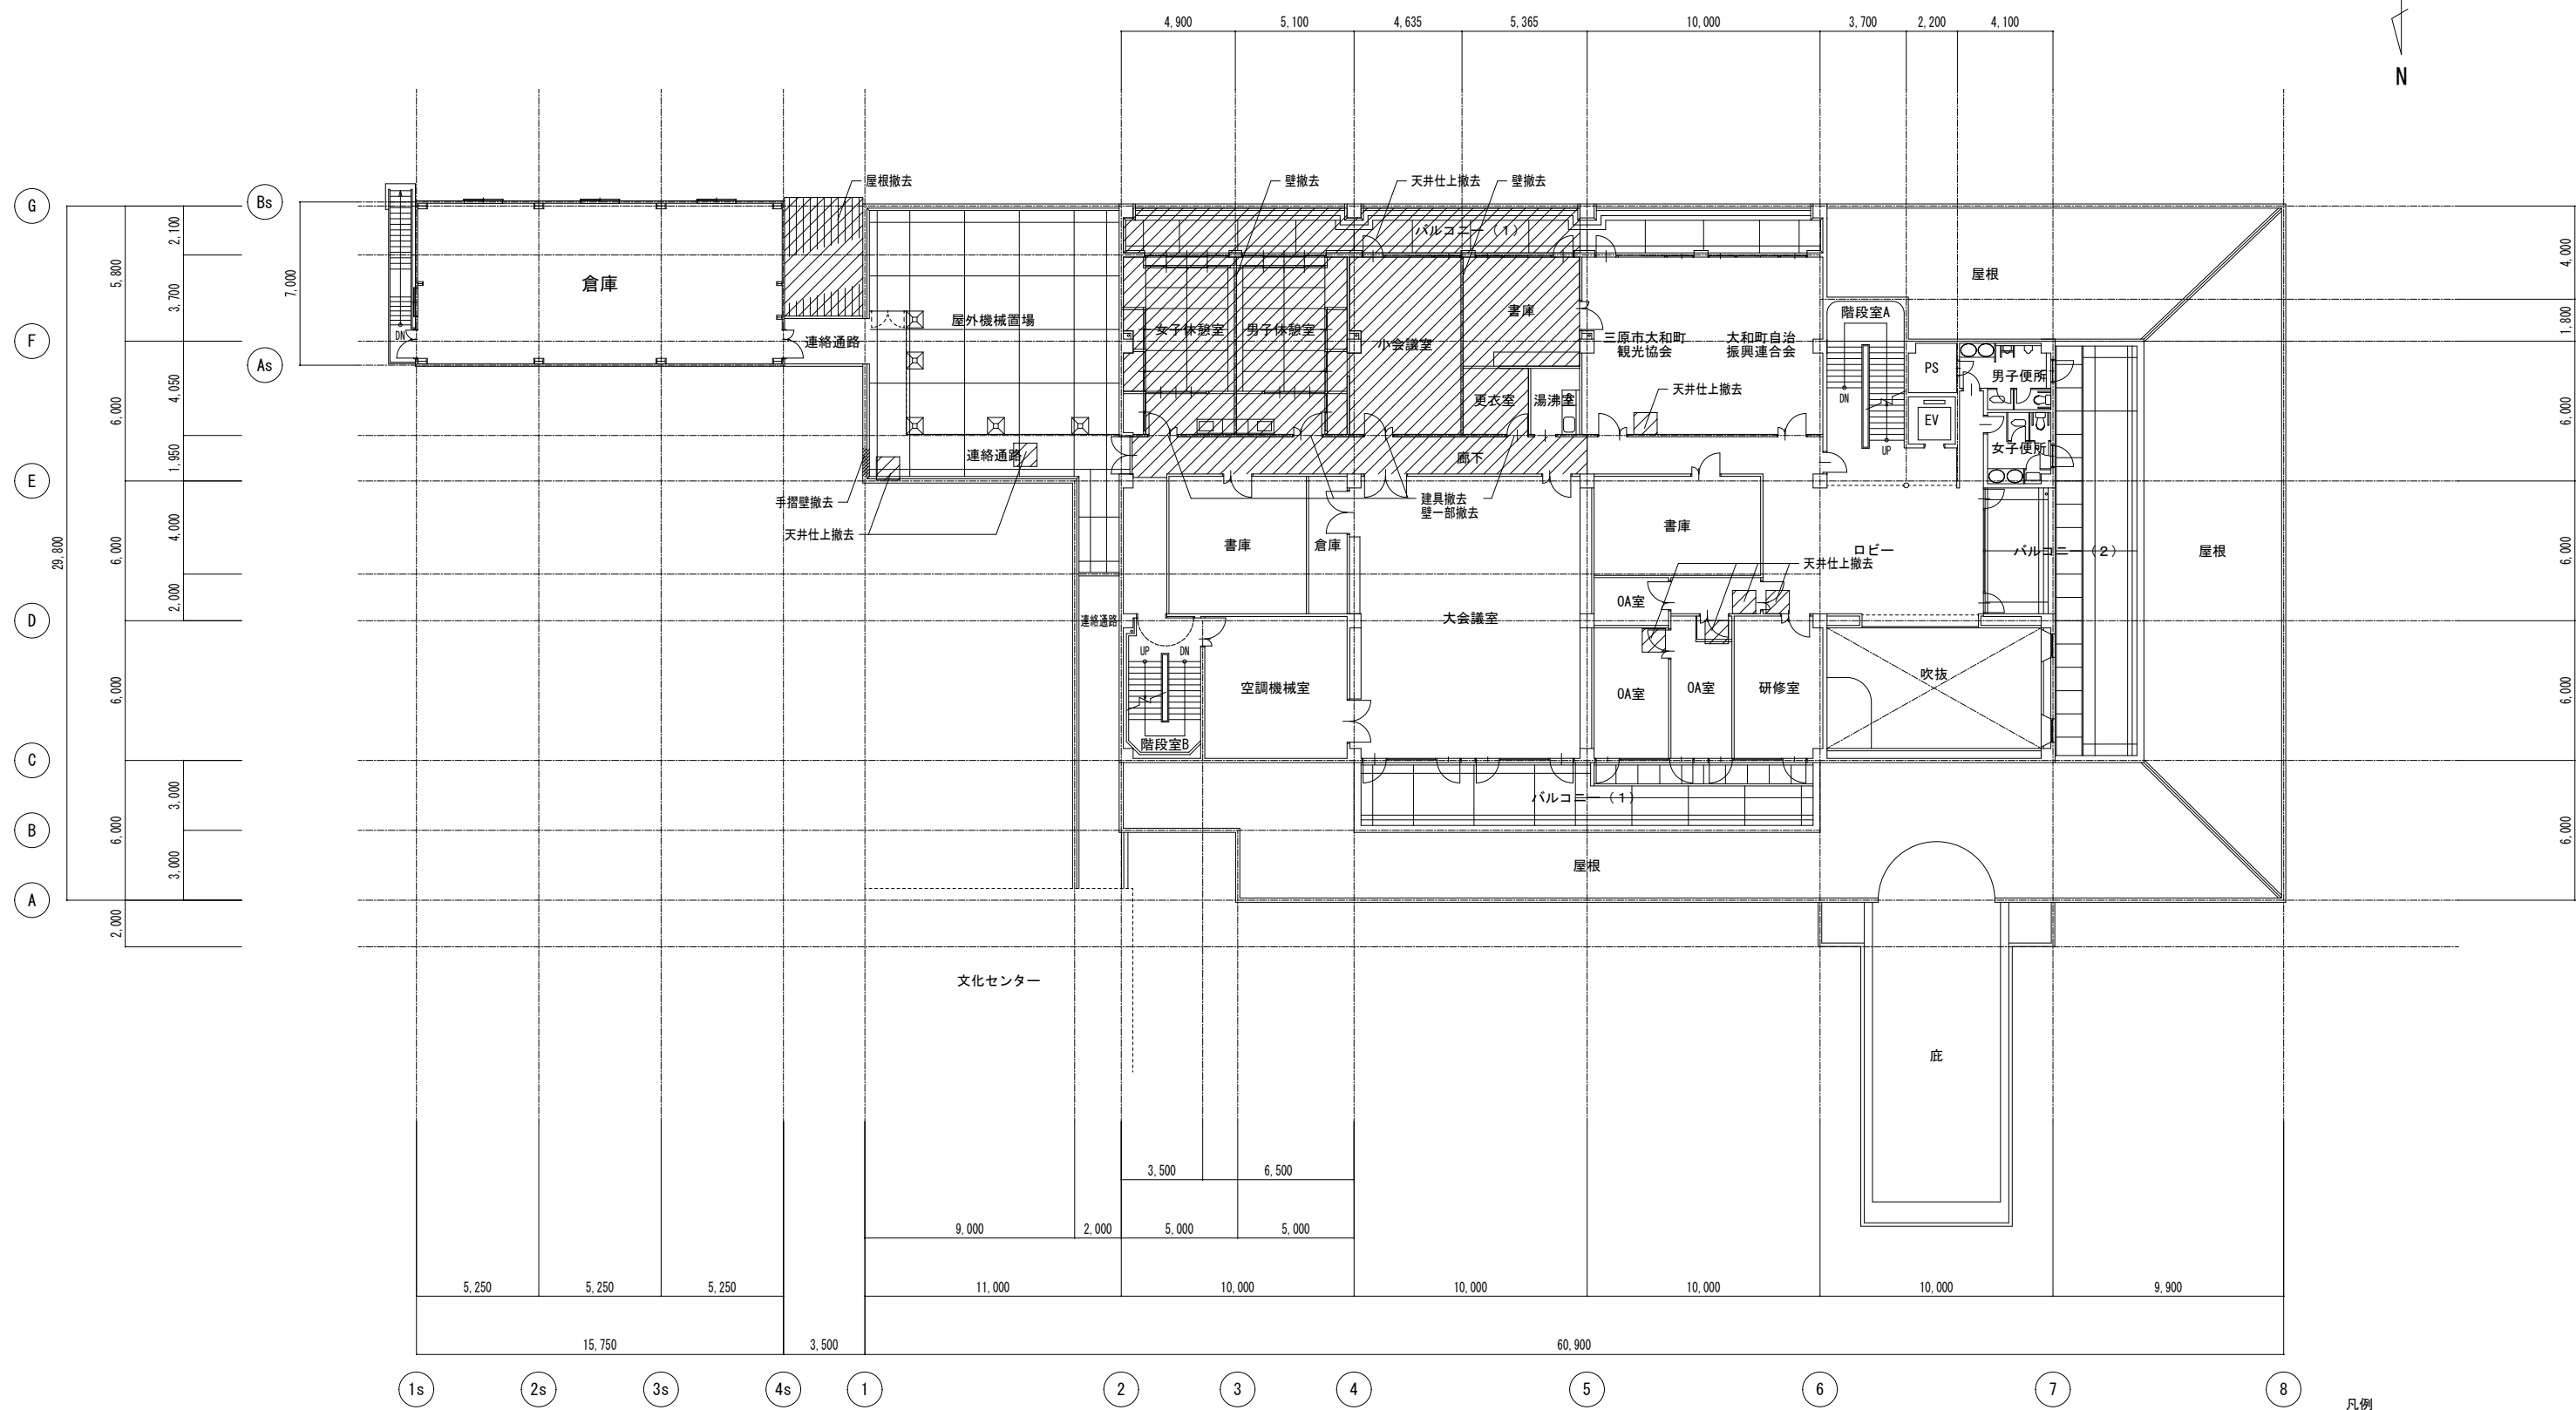 4,900
5,100
4,635
5,365
10,000
3,700
2,200
4,100
N
屋根撤去
壁撤去
天井仕上撤去
壁撤去
G
Bs
2,100
5,800
3,700
7,000
4,000
バルコニー（１）
屋根
倉庫
書庫
階段室A
1,800
屋外機械置場
女子休憩室
男子休憩室
小会議室
三原市大和町
観光協会
大和町自治
振興連合会
F
DN
連絡通路
As
PS
男子便所
4,050
6,000
天井仕上撤去
更衣室
湯沸室
DN
EV
6,000
UP
女子便所
連絡通路
廊下
1,950
E
手摺壁撤去
建具撤去
壁一部撤去
天井仕上撤去
書庫
4,000
29,800
6,000
書庫
倉庫
ロビー
バルコニー（２）
屋根
6,000
天井仕上撤去
2,000
OA室
D
連絡通路
大会議室
UP
DN
6,000
空調機械室
OA室
OA室
研修室
吹抜
6,000
階段室B
C
3,000
バルコニー（１）
B
6,000
3,000
屋根
6,000
A
2,000
文化センター
庇
3,500
6,500
9,000
2,000
5,000
5,000
5,250
5,250
5,250
11,000
10,000
10,000
10,000
10,000
9,900
15,750
3,500
60,900
1s
2s
3s
4s
1
2
3
4
5
6
7
8
凡例